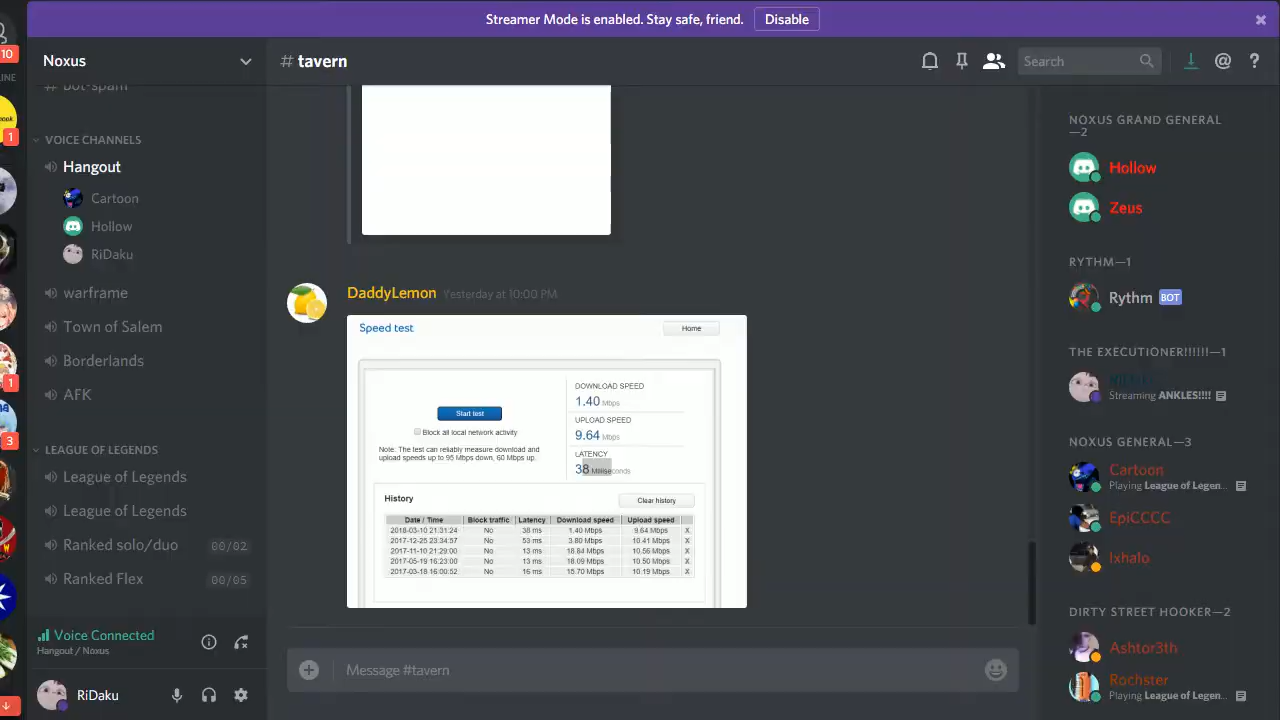 Streamer Mode is enabled. Stay safe, friend. Disable
10
Noxus
# tavern
Search
@ ?
# bot-spam
1
VOICE CHANNELS
Hangout
Cartoon
Hollow
RiDaku
warframe
Town of Salem
Borderlands
AFK
1
3
LEAGUE OF LEGENDS
League of Legends
League of Legends
Ranked solo/duo 00/02
Ranked Flex 00/05
Voice Connected
Hangout / Noxus
RiDaku
DaddyLemon Yesterday at 10:00 PM
Speed test Home
Start test
Block all local network activity
Note: The test can reliably measure download and
upload speeds up to 95 Mbps down, 60 Mbps up.
DOWNLOAD SPEED
1.40 Mbps
UPLOAD SPEED
9.64 Mbps
LATENCY
38 Milliseconds
History Clear history
Date / Time Block traffic Latency Download speed Upload speed
2018-03-10 21:31:24 No 38 ms 1.40 Mbps 9.64 Mbps X
2017-12-25 23:34:57 No 53 ms 3.80 Mbps 10.41 Mbps X
2017-11-10 21:29:00 No 13 ms 18.84 Mbps 10.56 Mbps X
2017-05-19 16:23:00 No 13 ms 18.09 Mbps 10.50 Mbps X
2017-03-18 16:00:52 No 16 ms 15.70 Mbps 10.19 Mbps X
Message #tavern
NOXUS GRAND GENERAL
—2
Hollow
Zeus
RYTHM—1
Rythm BOT
THE EXECUTIONER!!!!!!—1
Streaming ANKLES!!!!
NOXUS GENERAL—3
Cartoon
Playing League of Legen...
EpiCCCC
Ixhalo
DIRTY STREET HOOKER—2
Ashtor3th
Rochster
Playing League of Legen...